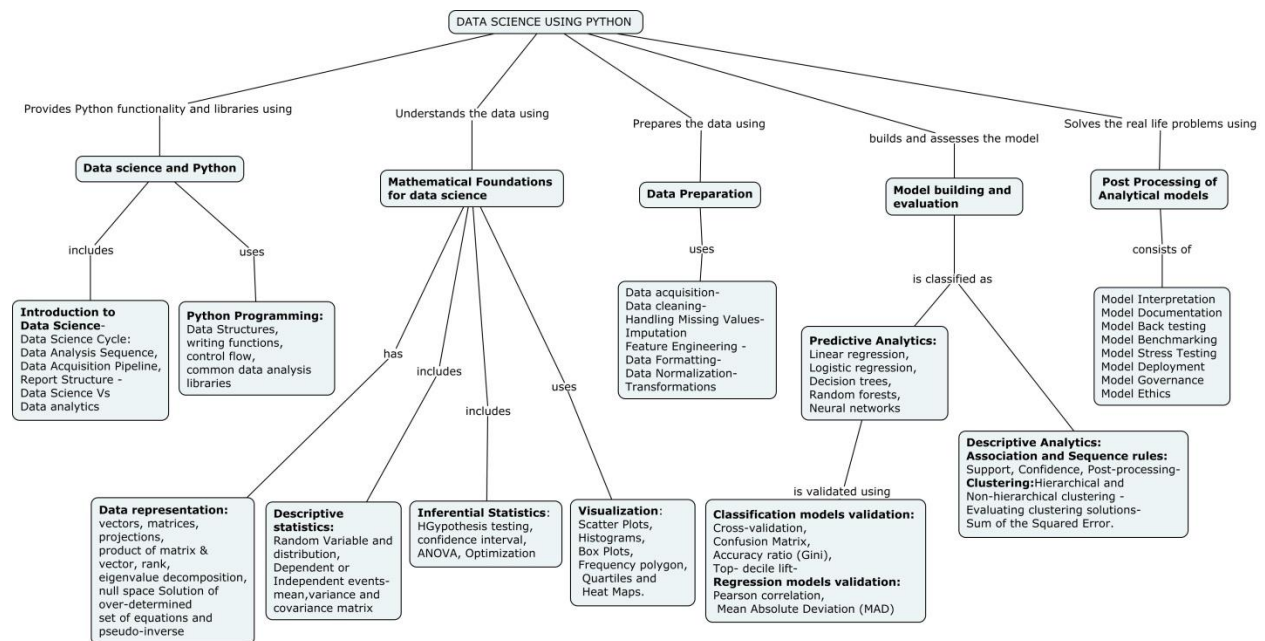 DATA SCIENCE USING PYTHON
Provides Python functionality and libraries using
Understands the data using
Prepares the data using
builds and assesses the model
Solves the real life problems using
Data science and Python
Mathematical Foundations
for data science
Data Preparation
Model building and
evaluation
Post Processing of
Analytical models
includes
uses
uses
is classified as
consists of
Introduction to
Data Science-
Data Science Cycle:
Data Analysis Sequence,
Data Acquisition Pipeline,
Report Structure -
Data Science Vs
Data analytics
Python Programming:
Data Structures,
writing functions,
control flow,
common data analysis
libraries
has
includes
includes
uses
Data acquisition-
Data cleaning-
Handling Missing Values-
Imputation
Feature Engineering -
Data Formatting-
Data Normalization-
Transformations
Predictive Analytics:
Linear regression,
Logistic regression,
Decision trees,
Random forests,
Neural networks
Model Interpretation
Model Documentation
Model Back testing
Model Benchmarking
Model Stress Testing
Model Deployment
Model Governance
Model Ethics
Descriptive Analytics:
Association and Sequence rules:
Support, Confidence, Post-processing-
Clustering:Hierarchical and
Non-hierarchical clustering -
Evaluating clustering solutions-
Sum of the Squared Error.
is validated using
Data representation:
vectors, matrices,
projections,
product of matrix &
vector, rank,
eigenvalue decomposition,
null space Solution of
over-determined
set of equations and
pseudo-inverse
Descriptive
statistics:
Random Variable and
distribution,
Dependent or
Independent events-
mean,variance and
covariance matrix
Inferential Statistics:
HGypothesis testing,
confidence interval,
ANOVA, Optimization
Visualization:
Scatter Plots,
Histograms,
Box Plots,
Frequency polygon,
Quartiles and
Heat Maps.
Classification models validation:
Cross-validation,
Confusion Matrix,
Accuracy ratio (Gini),
Top- decile lift-
Regression models validation:
Pearson correlation,
Mean Absolute Deviation (MAD)